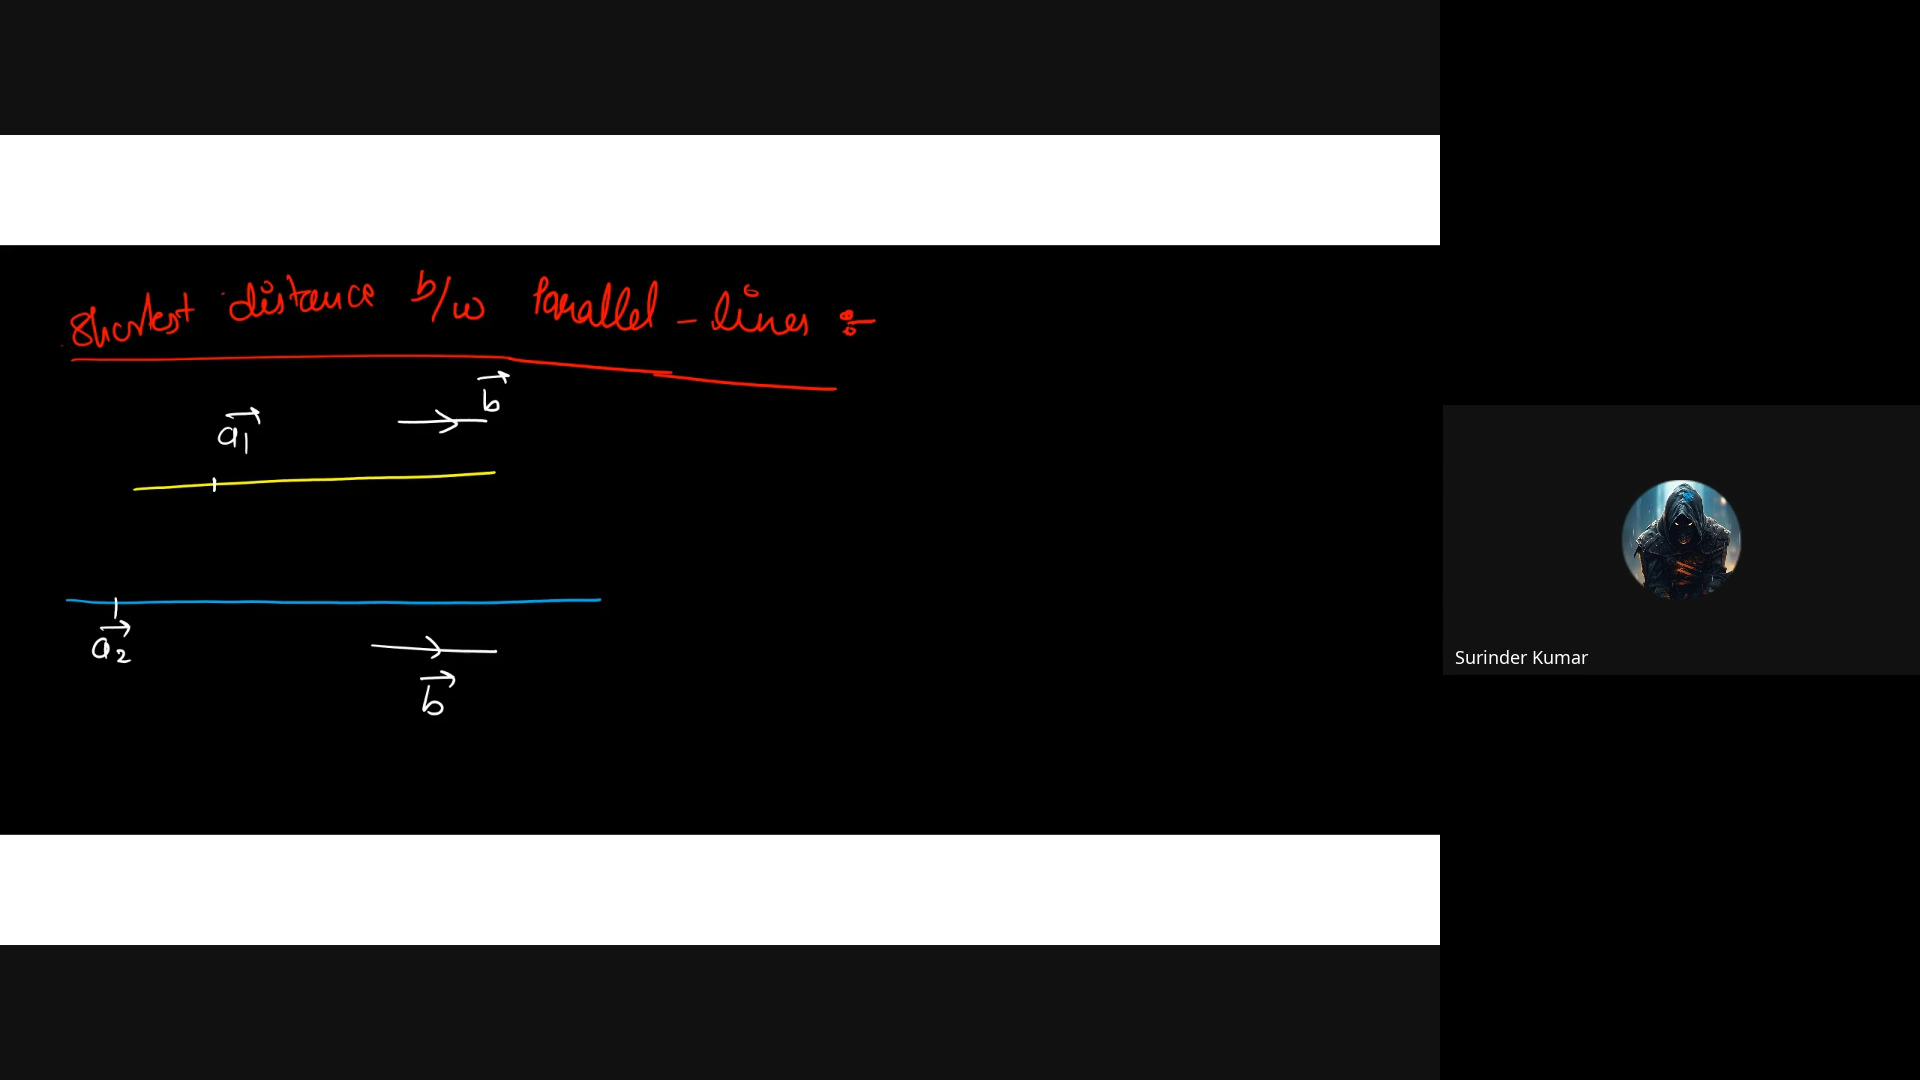 Shortest distance b/w Parallel - lines :-
b
a1
a2
b
Surinder Kumar